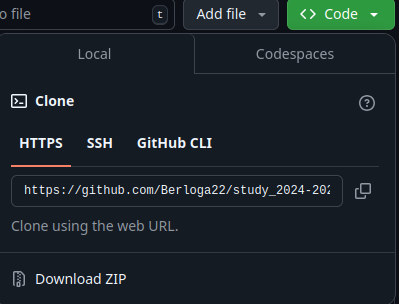 o file t Add file Code
Local Codespaces
Clone
HTTPS SSH GitHub CLI
https://github.com/Berloga22/study_2024-202
Clone using the web URL.
Download ZIP